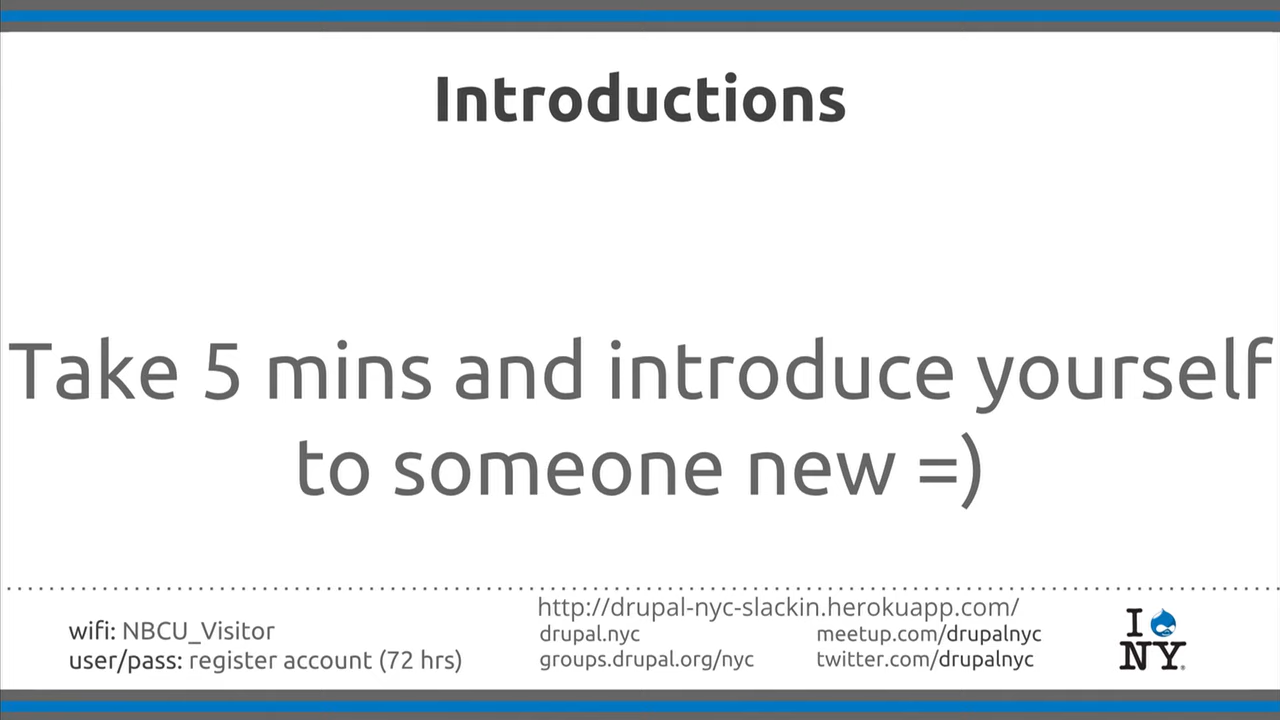 Introductions
Take 5 mins and introduce yourself
to someone new =)
wifi: NBCU_Visitor
user/pass: register account (72 hrs)
http://drupal-nyc-slackin.herokuapp.com/
drupal.nyc
groups.drupal.org/nyc
meetup.com/drupalnyc
twitter.com/drupalnyc
I
NY®